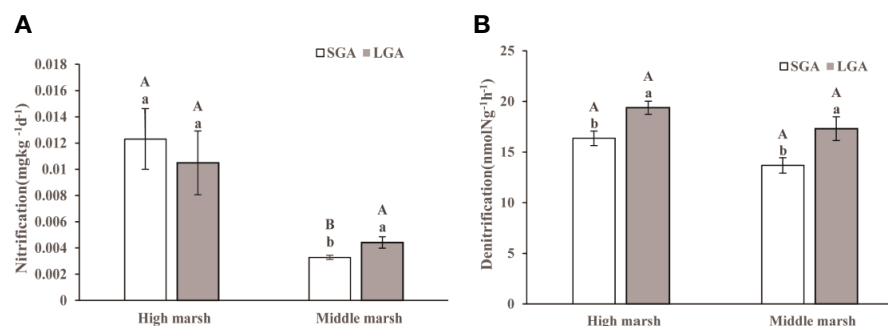 A
SGA LGA
Nitrification(mgkg⁻¹d⁻¹)
0.018
0.016
0.014
0.012
0.01
0.008
0.006
0.004
0.002
0
A
a
A
a
B
b
A
a
High marsh Middle marsh
B
SGA LGA
Denitrification(nmolNg⁻¹h⁻¹)
25
20
15
10
5
0
A
b
A
a
A
b
A
a
High marsh Middle marsh